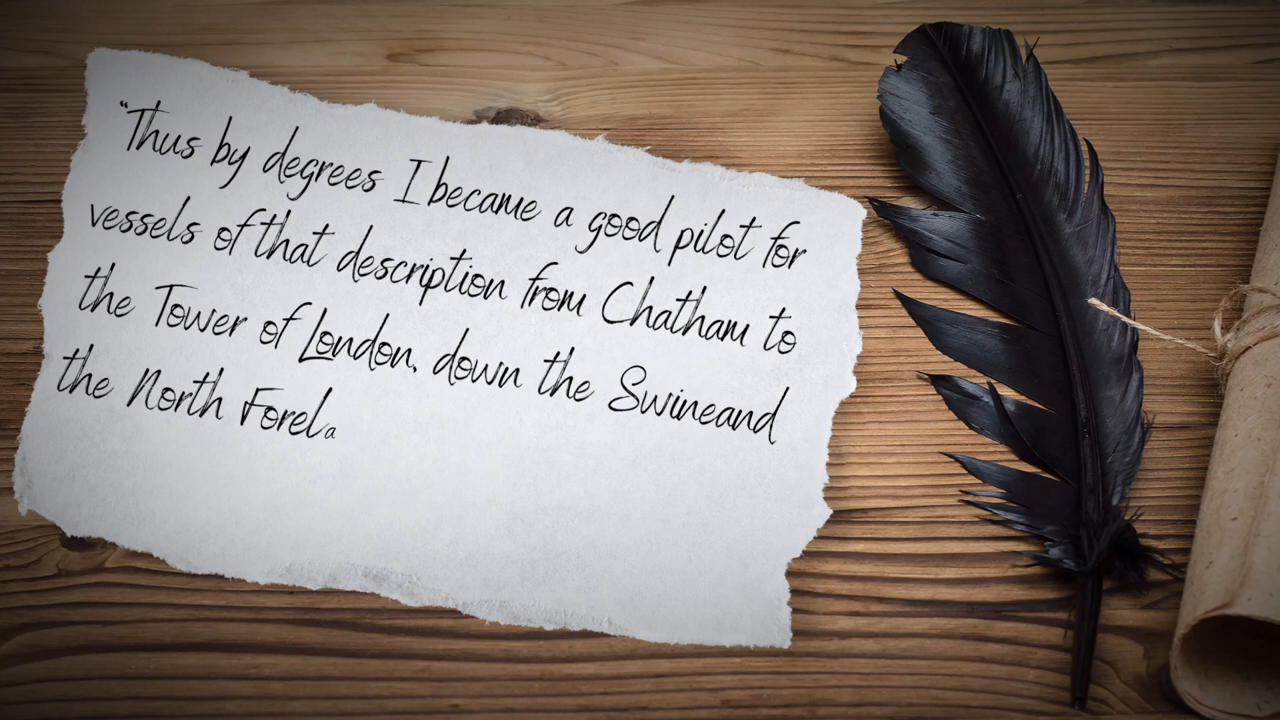 “Thus by degrees I became a good pilot for
vessels of that description from Chatham to
the Tower of London, down the Swineand
the North Forela